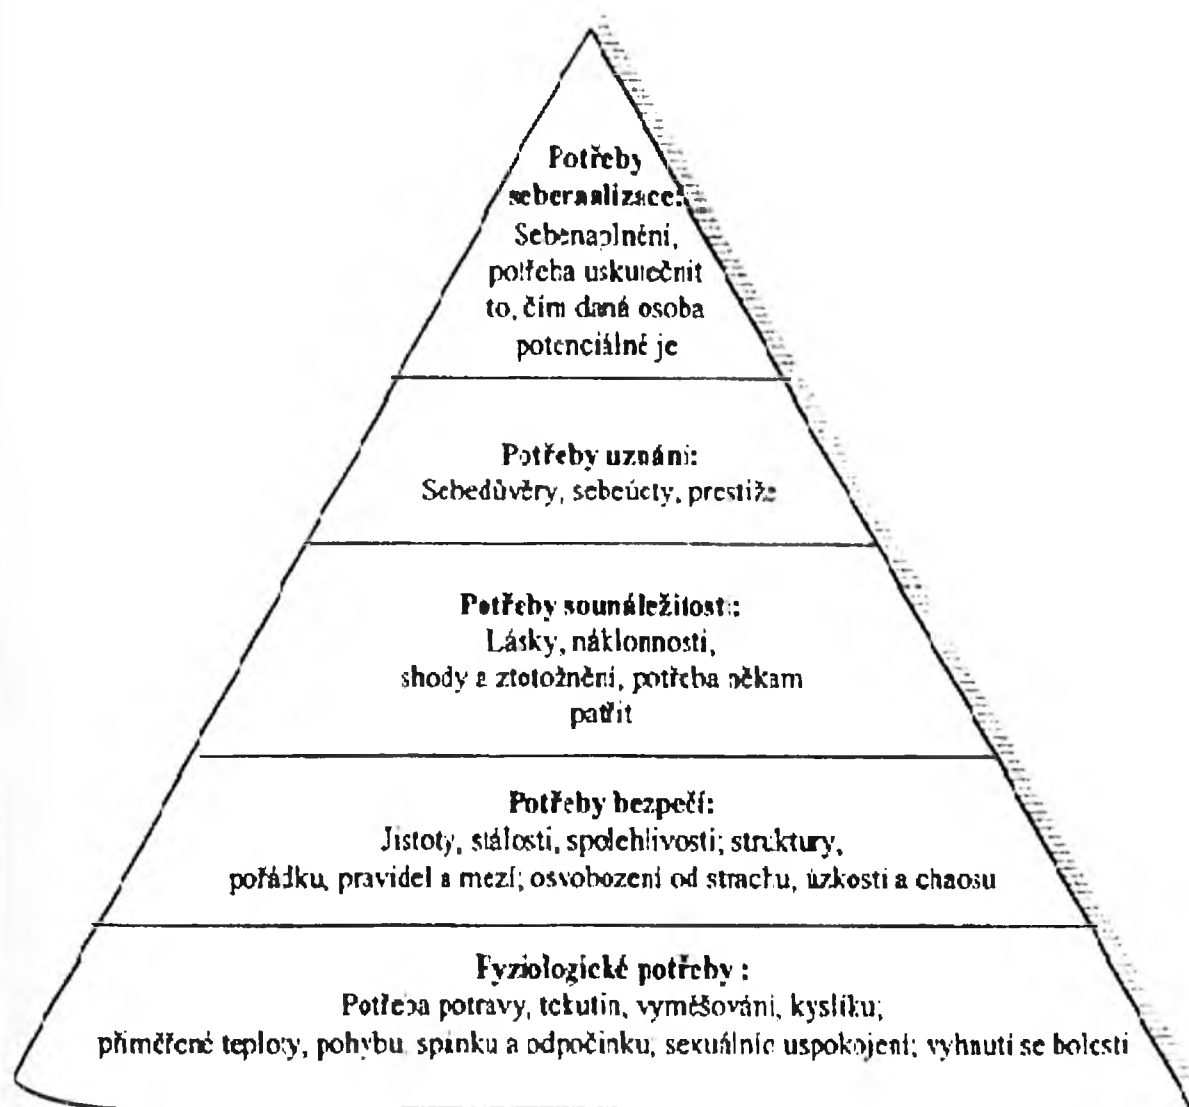 Potřeby
seberealizace:
Sebenaplnění,
potřeba uskutečnit
to, čím daná osoba
potenciálně je
Potřeby uznání:
Sebedůvěry, sebeúcty, prestiže
Potřeby sounáležitosti:
Lásky, náklonnosti,
shody a ztotožnění, potřeba někam
patřit
Potřeby bezpečí:
Jistoty, stálosti, spolehlivosti; struktury,
pořádku, pravidel a mezí; osvobození od strachu, úzkosti a chaosu
Fyziologické potřeby :
Potřeba potravy, tekutin, vyměšování, kyslíku,
přiměřené teploty, pohybu, spánku a odpočinku, sexuálního uspokojení; vyhnutí se bolesti